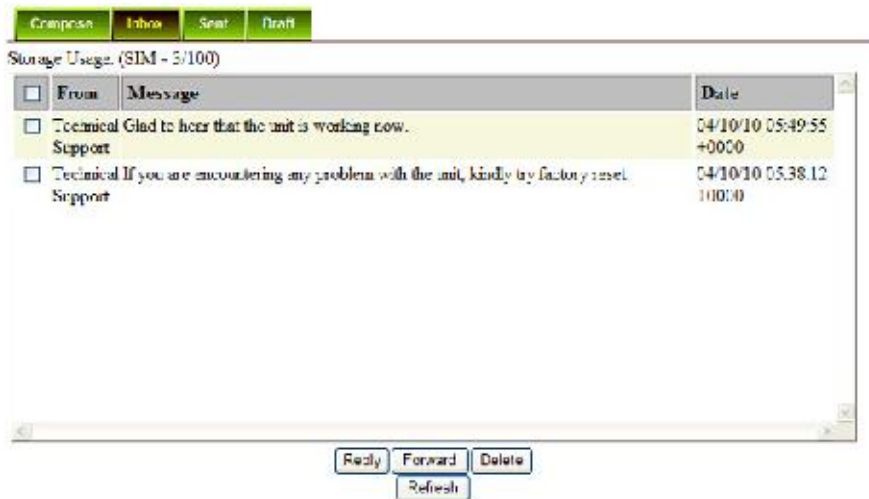 Compose Inbox Sent Draft
Storage Usage. (SIM - 3/100)
From Message Date
Technical Glad to hear that the unit is working now. 04/10/10 05:49:55
Support +0000
Technical If you are encountering any problem with the unit, kindly try factory reset 04/10/10 05:38:12
Support +0000
Reply Forward Delete
Refresh